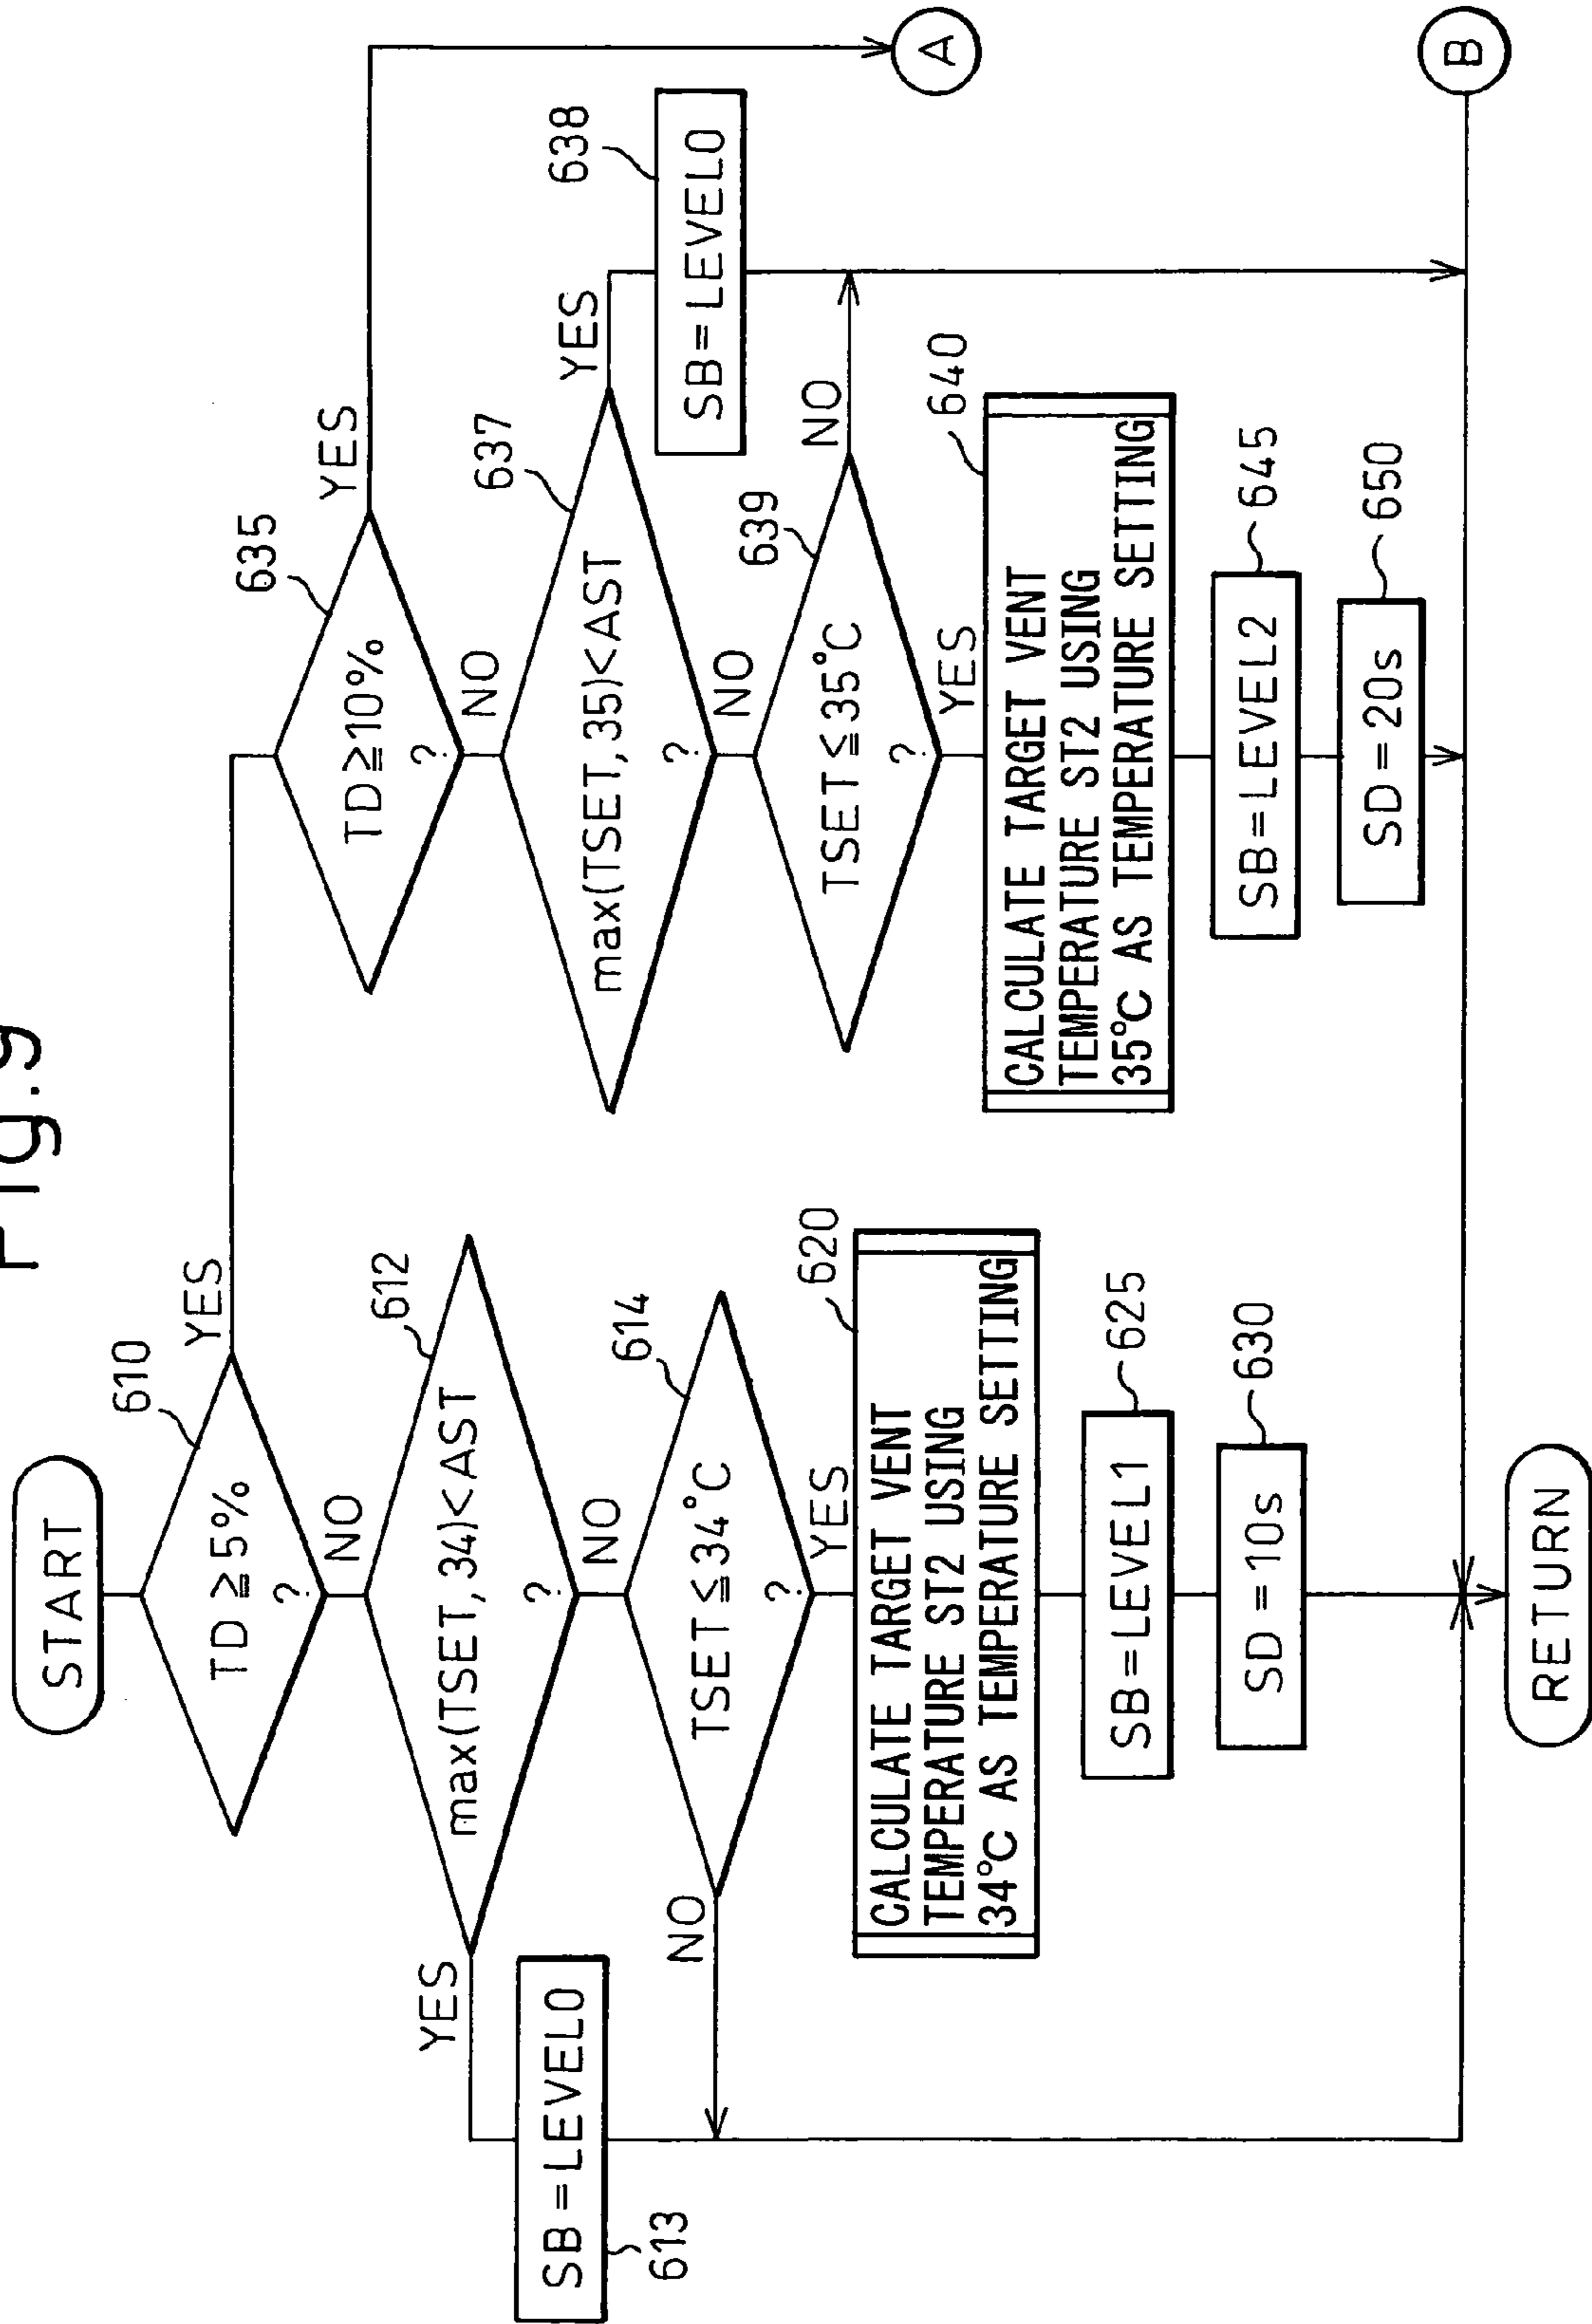 Fig.9
START
610
TD≧5%
?
YES
NO
612
max(TSET,34)<AST
?
YES
NO
SB=LEVEL0
613
614
TSET≦34°C
?
NO
YES
620
CALCULATE TARGET VENT
TEMPERATURE ST2 USING
34°C AS TEMPERATURE SETTING
SB=LEVEL1
625
SD=10s
630
RETURN
635
TD≧10%
?
YES
NO
637
max(TSET,35)<AST
?
YES
NO
638
SB=LEVEL0
639
TSET≦35°C
?
NO
YES
640
CALCULATE TARGET VENT
TEMPERATURE ST2 USING
35°C AS TEMPERATURE SETTING
SB=LEVEL2
645
SD=20s
650
A
B